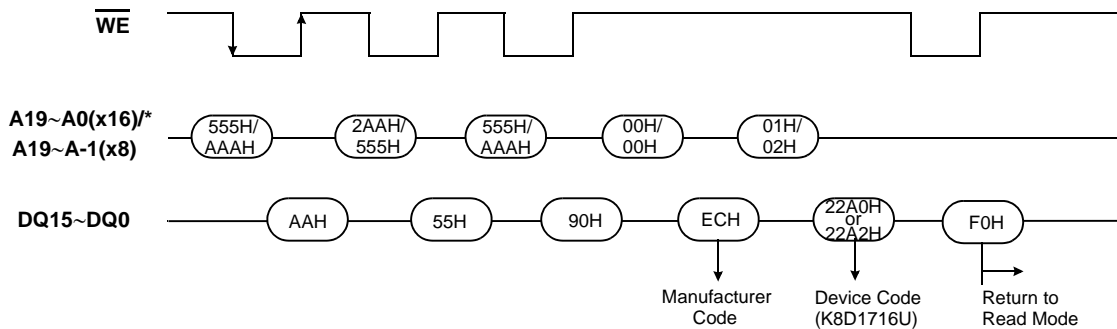 WE
A19~A0(x16)/*
A19~A-1(x8)
555H/
AAAH
2AAH/
555H
555H/
AAAH
00H/
00H
01H/
02H
DQ15~DQ0
AAH
55H
90H
ECH
22A0H
or
22A2H
F0H
Manufacturer
Code
Device Code
(K8D1716U)
Return to
Read Mode